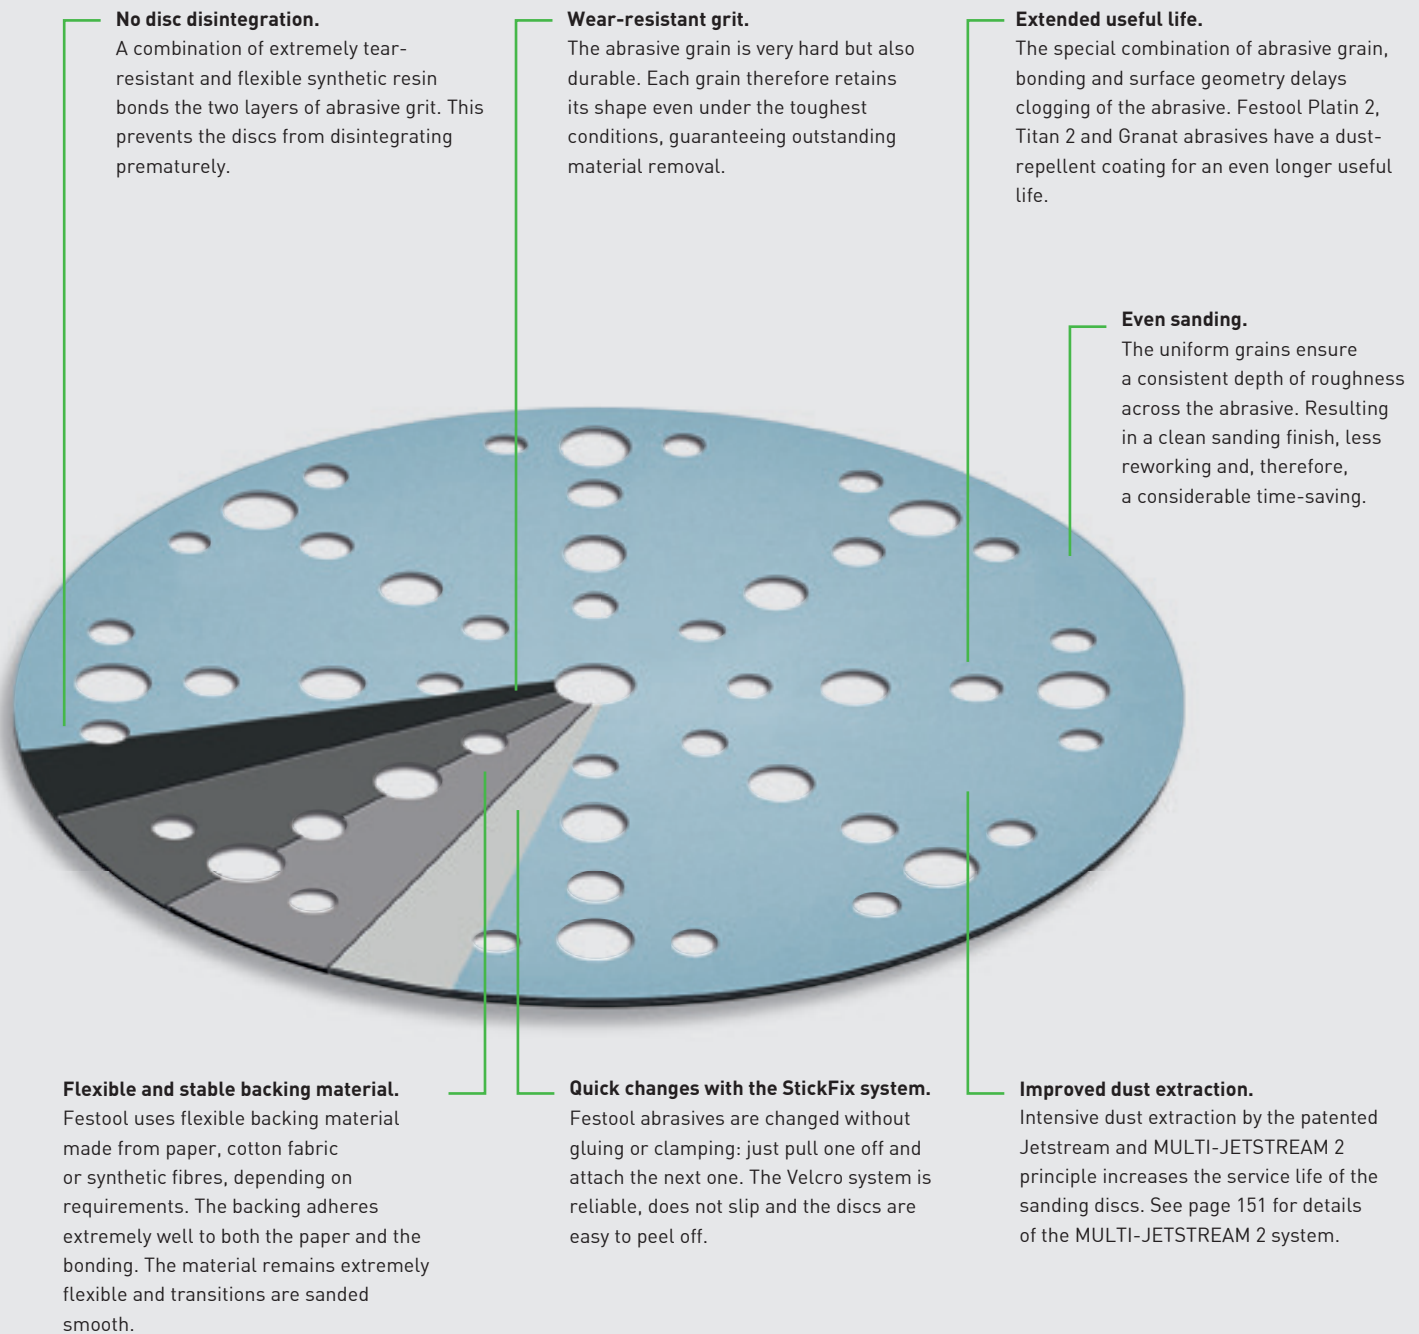 No disc disintegration.
A combination of extremely tear-
resistant and flexible synthetic resin
bonds the two layers of abrasive grit. This
prevents the discs from disintegrating
prematurely.
Wear-resistant grit.
The abrasive grain is very hard but also
durable. Each grain therefore retains
its shape even under the toughest
conditions, guaranteeing outstanding
material removal.
Extended useful life.
The special combination of abrasive grain,
bonding and surface geometry delays
clogging of the abrasive. Festool Platin 2,
Titan 2 and Granat abrasives have a dust-
repellent coating for an even longer useful
life.
Even sanding.
The uniform grains ensure
a consistent depth of roughness
across the abrasive. Resulting
in a clean sanding finish, less
reworking and, therefore,
a considerable time-saving.
Flexible and stable backing material.
Festool uses flexible backing material
made from paper, cotton fabric
or synthetic fibres, depending on
requirements. The backing adheres
extremely well to both the paper and the
bonding. The material remains extremely
flexible and transitions are sanded
smooth.
Quick changes with the StickFix system.
Festool abrasives are changed without
gluing or clamping: just pull one off and
attach the next one. The Velcro system is
reliable, does not slip and the discs are
easy to peel off.
Improved dust extraction.
Intensive dust extraction by the patented
Jetstream and MULTI-JETSTREAM 2
principle increases the service life of the
sanding discs. See page 151 for details
of the MULTI-JETSTREAM 2 system.